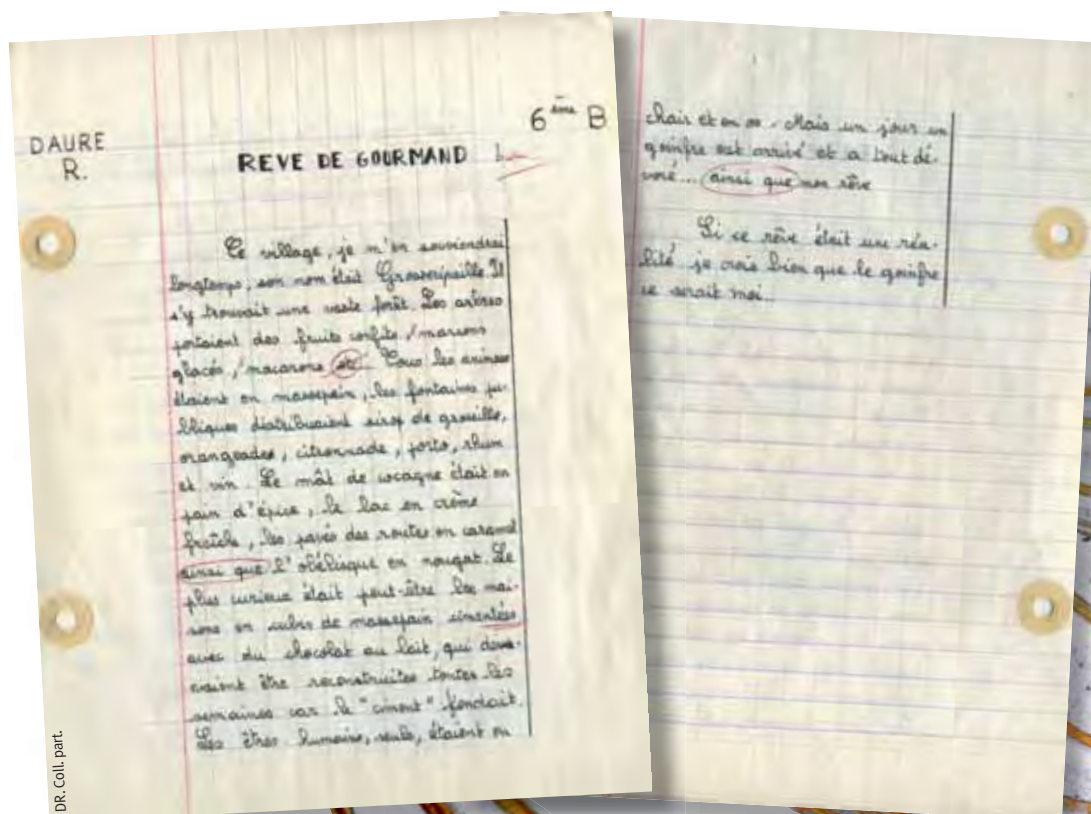 DAURE
R.
6ème B
REVE DE GOURMAND
Ce village, je m'en souviendrai
longtemps, son nom était Grosseripaille Il
s'y trouvait une vaste forêt. Les arbres
portaient des fruits confits, marrons
glacés, macarons etc. Tous les animaux
étaient en massepain, les fontaines pu-
bliques distribuaient sirop de groseille,
orangeades, citronnade, porto, rhum
et vin. Le mât de cocagne était en
pain d'épice, le lac en crème
fraîche, les pavés des routes en caramel
ainsi que l'obélisque en nougat. Le
plus curieux était peut-être les mai-
sons en cubes de massepain cimentées
avec du chocolat au lait, qui
être reconstruites toutes les
semaines car le "ciment" fondait.
Les êtres humains, seuls, étaient en
chair et en os. Mais un jour un
goinfre est arrivé et a tout dé-
voré... ainsi que mon rêve
Si ce rêve était une réa-
lité je crois bien que le goinfre
ce serait moi...
DR. Coll. part.